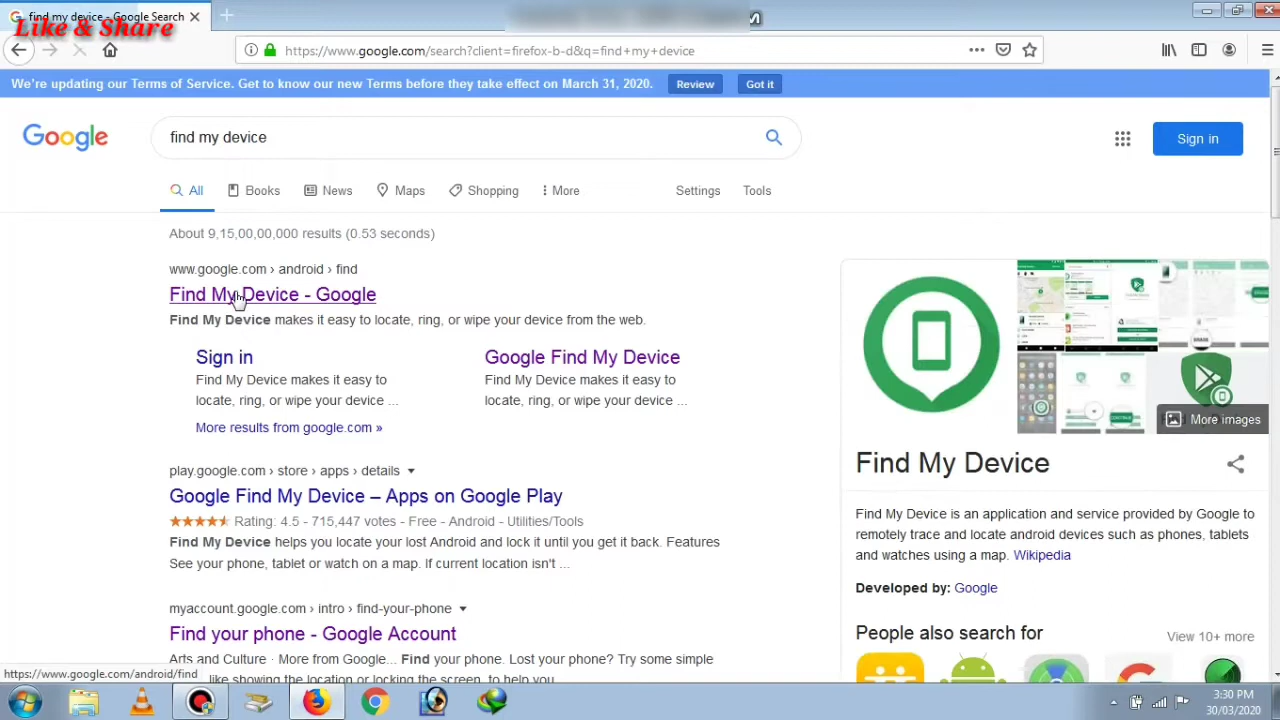 find my device - Google Search
Like & Share
https://www.google.com/search?client=firefox-b-d&q=find+my+device
We're updating our Terms of Service. Get to know our new Terms before they take effect on March 31, 2020.
Review
Got it
Google
find my device
Sign in
All
Books
News
Maps
Shopping
More
Settings
Tools
About 9,15,00,00,000 results (0.53 seconds)
www.google.com › android › find
Find My Device - Google
Find My Device makes it easy to locate, ring, or wipe your device from the web.
Sign in
Find My Device makes it easy to
locate, ring, or wipe your device ...
Google Find My Device
Find My Device makes it easy to
locate, ring, or wipe your device ...
More results from google.com »
play.google.com › store › apps › details
Google Find My Device – Apps on Google Play
Rating: 4.5 - 715,447 votes - Free - Android - Utilities/Tools
Find My Device helps you locate your lost Android and lock it until you get it back. Features
See your phone, tablet or watch on a map. If current location isn't ...
myaccount.google.com › intro › find-your-phone
Find your phone - Google Account
Arts and Culture · More from Google... Find your phone. Lost your phone? Try some simple
like showing the location or locking the screen, to help you
More images
Find My Device
Find My Device is an application and service provided by Google to
remotely trace and locate android devices such as phones, tablets
and watches using a map. Wikipedia
Developed by: Google
People also search for
View 10+ more
https://www.google.com/android/find
3:30 PM
30/03/2020